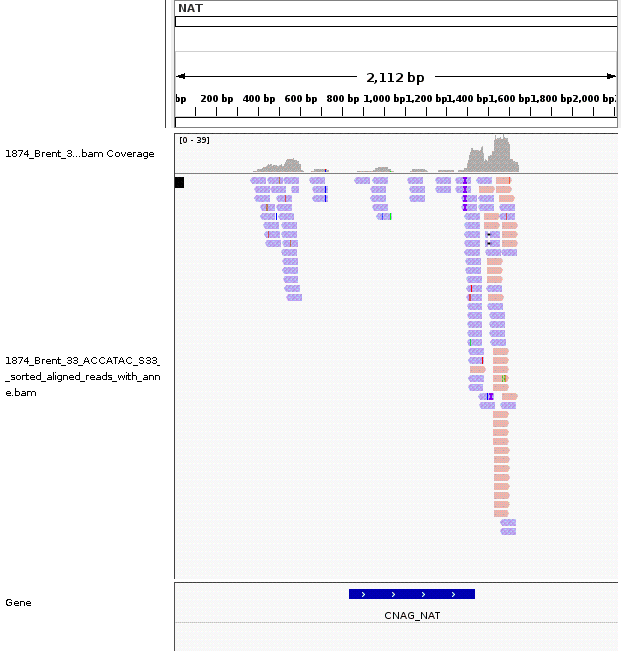 NAT
2,112 bp
bp 200 bp 400 bp 600 bp 800 bp 1,000 bp 1,200 bp 1,400 bp 1,600 bp 1,800 bp 2,000 bp
[0 - 39]
1874_Brent_3...bam Coverage
1874_Brent_33_ACCATAC_S33_
_sorted_aligned_reads_with_ann
e.bam
Gene
CNAG_NAT